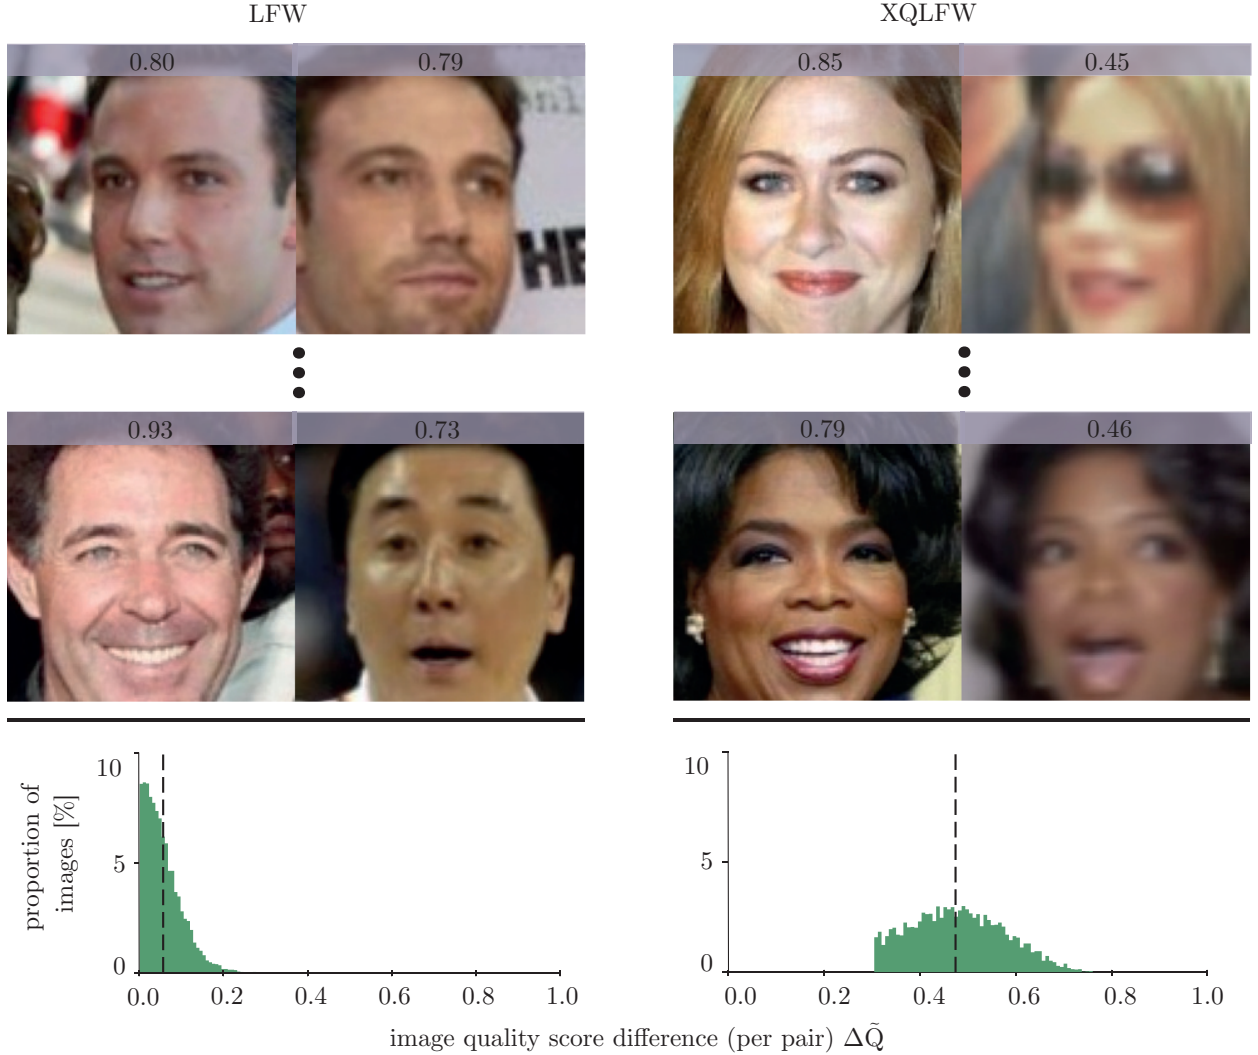 LFW
XQLFW
0.80 0.79
0.85 0.45
HE
0.93 0.73
0.79 0.46
proportion of
images [%]
10
5
0
0.0 0.2 0.4 0.6 0.8 1.0
10
5
0
0.0 0.2 0.4 0.6 0.8 1.0
image quality score difference (per pair) ΔQ̃